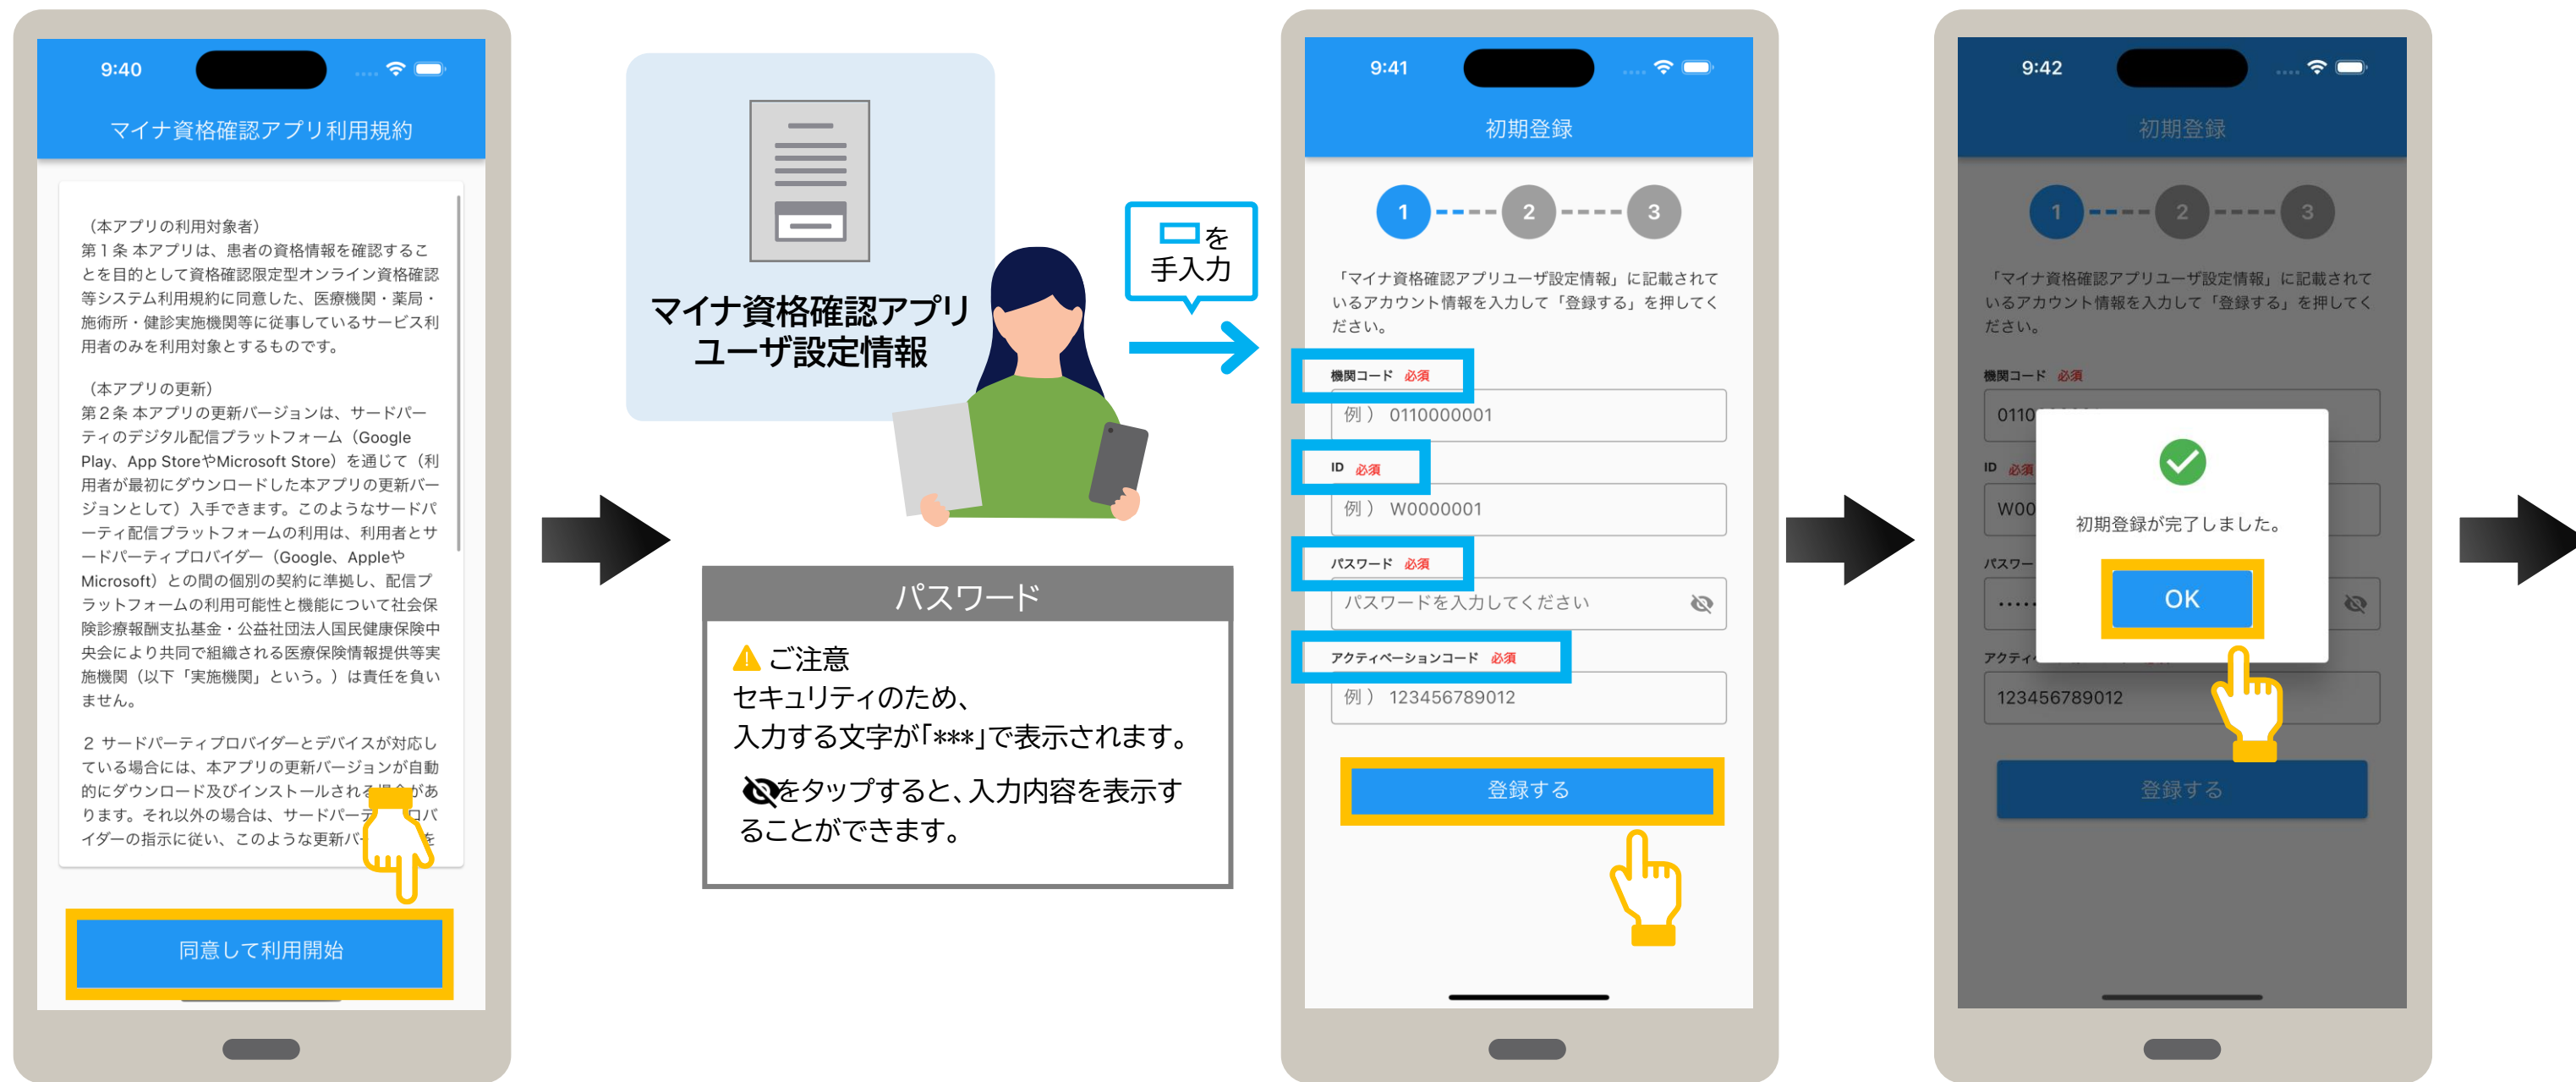 9:40
マイナ資格確認アプリ利用規約
（本アプリの利用対象者）
第１条 本アプリは、患者の資格情報を確認するこ
とを目的として資格確認限定型オンライン資格確認
等システム利用規約に同意した、医療機関・薬局・
施術所・健診実施機関等に従事しているサービス利
用者のみを利用対象とするものです。
（本アプリの更新）
第２条 本アプリの更新バージョンは、サードパー
ティのデジタル配信プラットフォーム（Google
Play、App StoreやMicrosoft Store）を通じて（利
用者が最初にダウンロードした本アプリの更新バー
ジョンとして）入手できます。このようなサードパ
ーティ配信プラットフォームの利用は、利用者とサ
ードパーティプロバイダー（Google、Appleや
Microsoft）との間の個別の契約に準拠し、配信プ
ラットフォームの利用可能性と機能について社会保
険診療報酬支払基金・公益社団法人国民健康保険中
央会により共同で組織される医療保険情報提供等実
施機関（以下「実施機関」という。）は責任を負い
ません。
２ サードパーティプロバイダーとデバイスが対応し
ている場合には、本アプリの更新バージョンが自動
的にダウンロード及びインストールされる場合があ
ります。それ以外の場合は、サードパーテ ロバ
イダーの指示に従い、このような更新バ を
同意して利用開始
マイナ資格確認アプリ
ユーザ設定情報
を
手入力
パスワード
ご注意
セキュリティのため、
入力する文字が「***」で表示されます。
をタップすると、入力内容を表示す
ることができます。
9:41
初期登録
1 2 3
「マイナ資格確認アプリユーザ設定情報」に記載されて
いるアカウント情報を入力して「登録する」を押してく
ださい。
機関コード 必須
例） 0110000001
ID 必須
例） W0000001
パスワード 必須
パスワードを入力してください
アクティベーションコード 必須
例） 123456789012
登録する
9:42
初期登録
1 2 3
「マイナ資格確認アプリユーザ設定情報」に記載されて
いるアカウント情報を入力して「登録する」を押してく
ださい。
機関コード 必須
0110
ID 必須
W00
パスワー
初期登録が完了しました。
OK
アクティ
123456789012
登録する